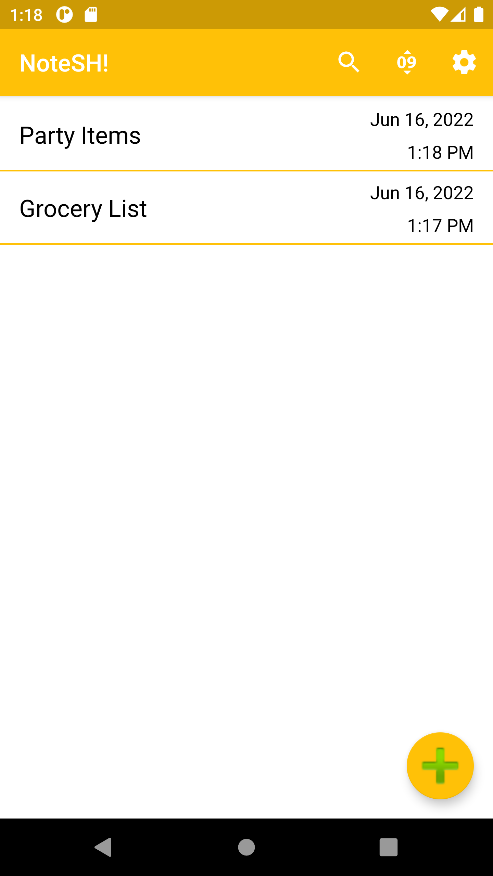 1:18
NoteSH!
09
Party Items
Jun 16, 2022
1:18 PM
Grocery List
Jun 16, 2022
1:17 PM